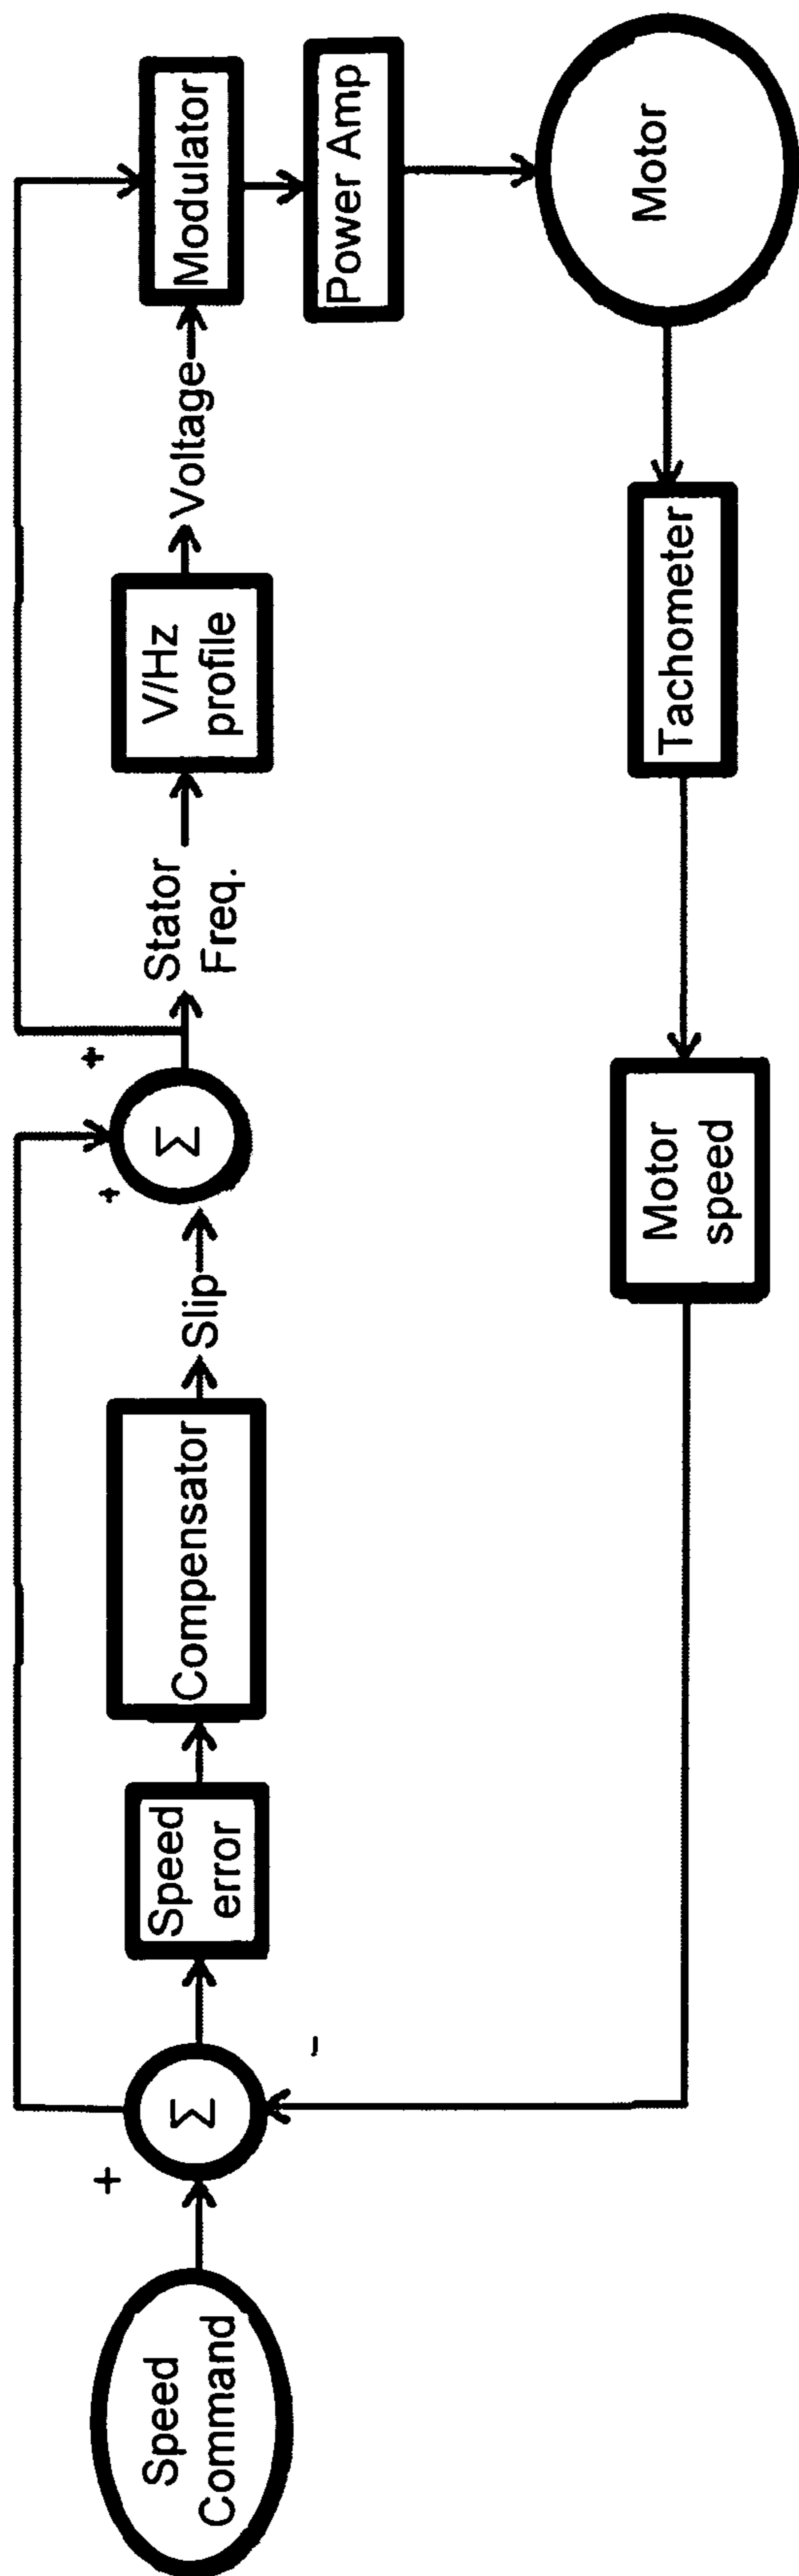 Speed
Command
+
Σ
-
Speed
error
Compensator
Slip
+
Σ
+
Stator
Freq.
V/Hz
profile
Voltage
Modulator
Power Amp
Motor
Tachometer
Motor
speed